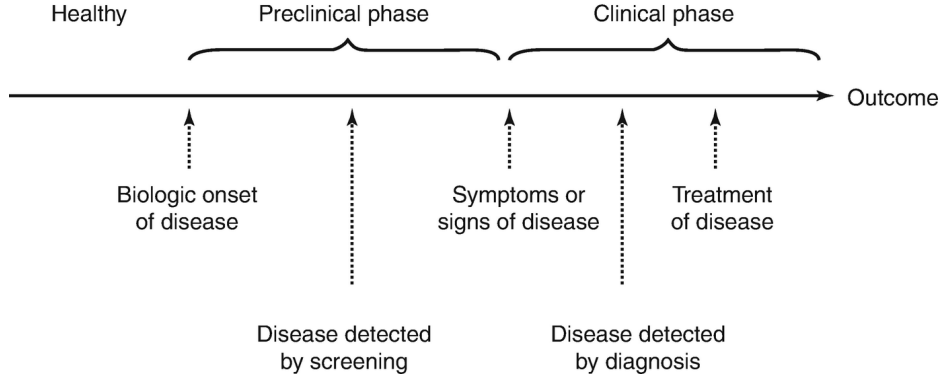 Healthy
Preclinical phase
Clinical phase
Outcome
Biologic onset
of disease
Symptoms or
signs of disease
Treatment
of disease
Disease detected
by screening
Disease detected
by diagnosis